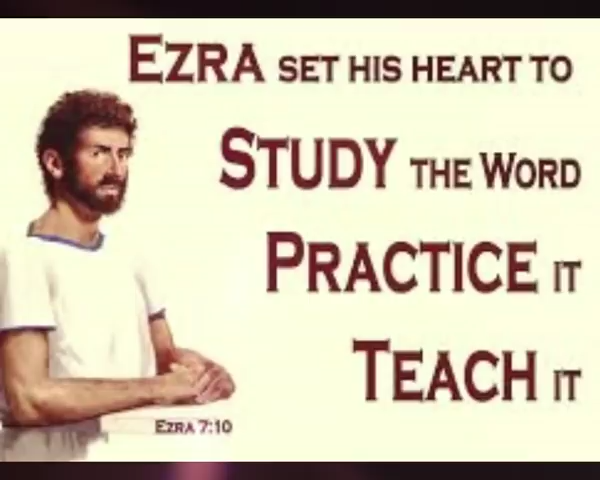 EZRA SET HIS HEART TO
STUDY THE WORD
PRACTICE IT
TEACH IT
EZRA 7:10